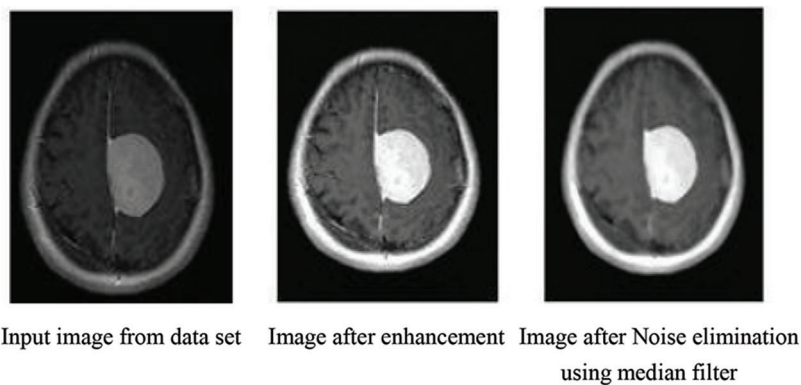 Input image from data set
Image after enhancement
Image after Noise elimination
using median filter